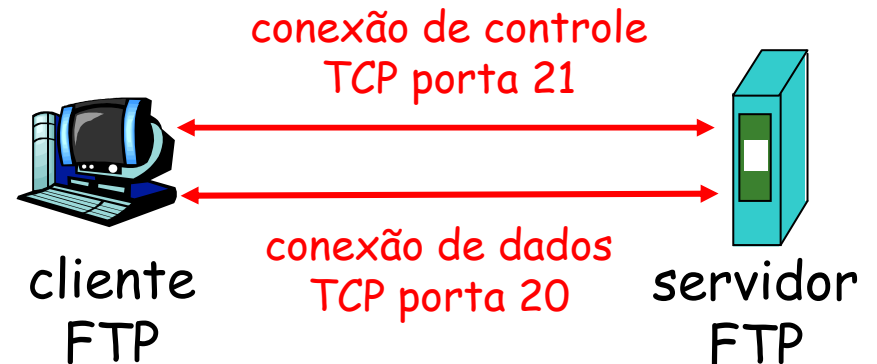 conexão de controle
TCP porta 21
conexão de dados
TCP porta 20
cliente
FTP
servidor
FTP